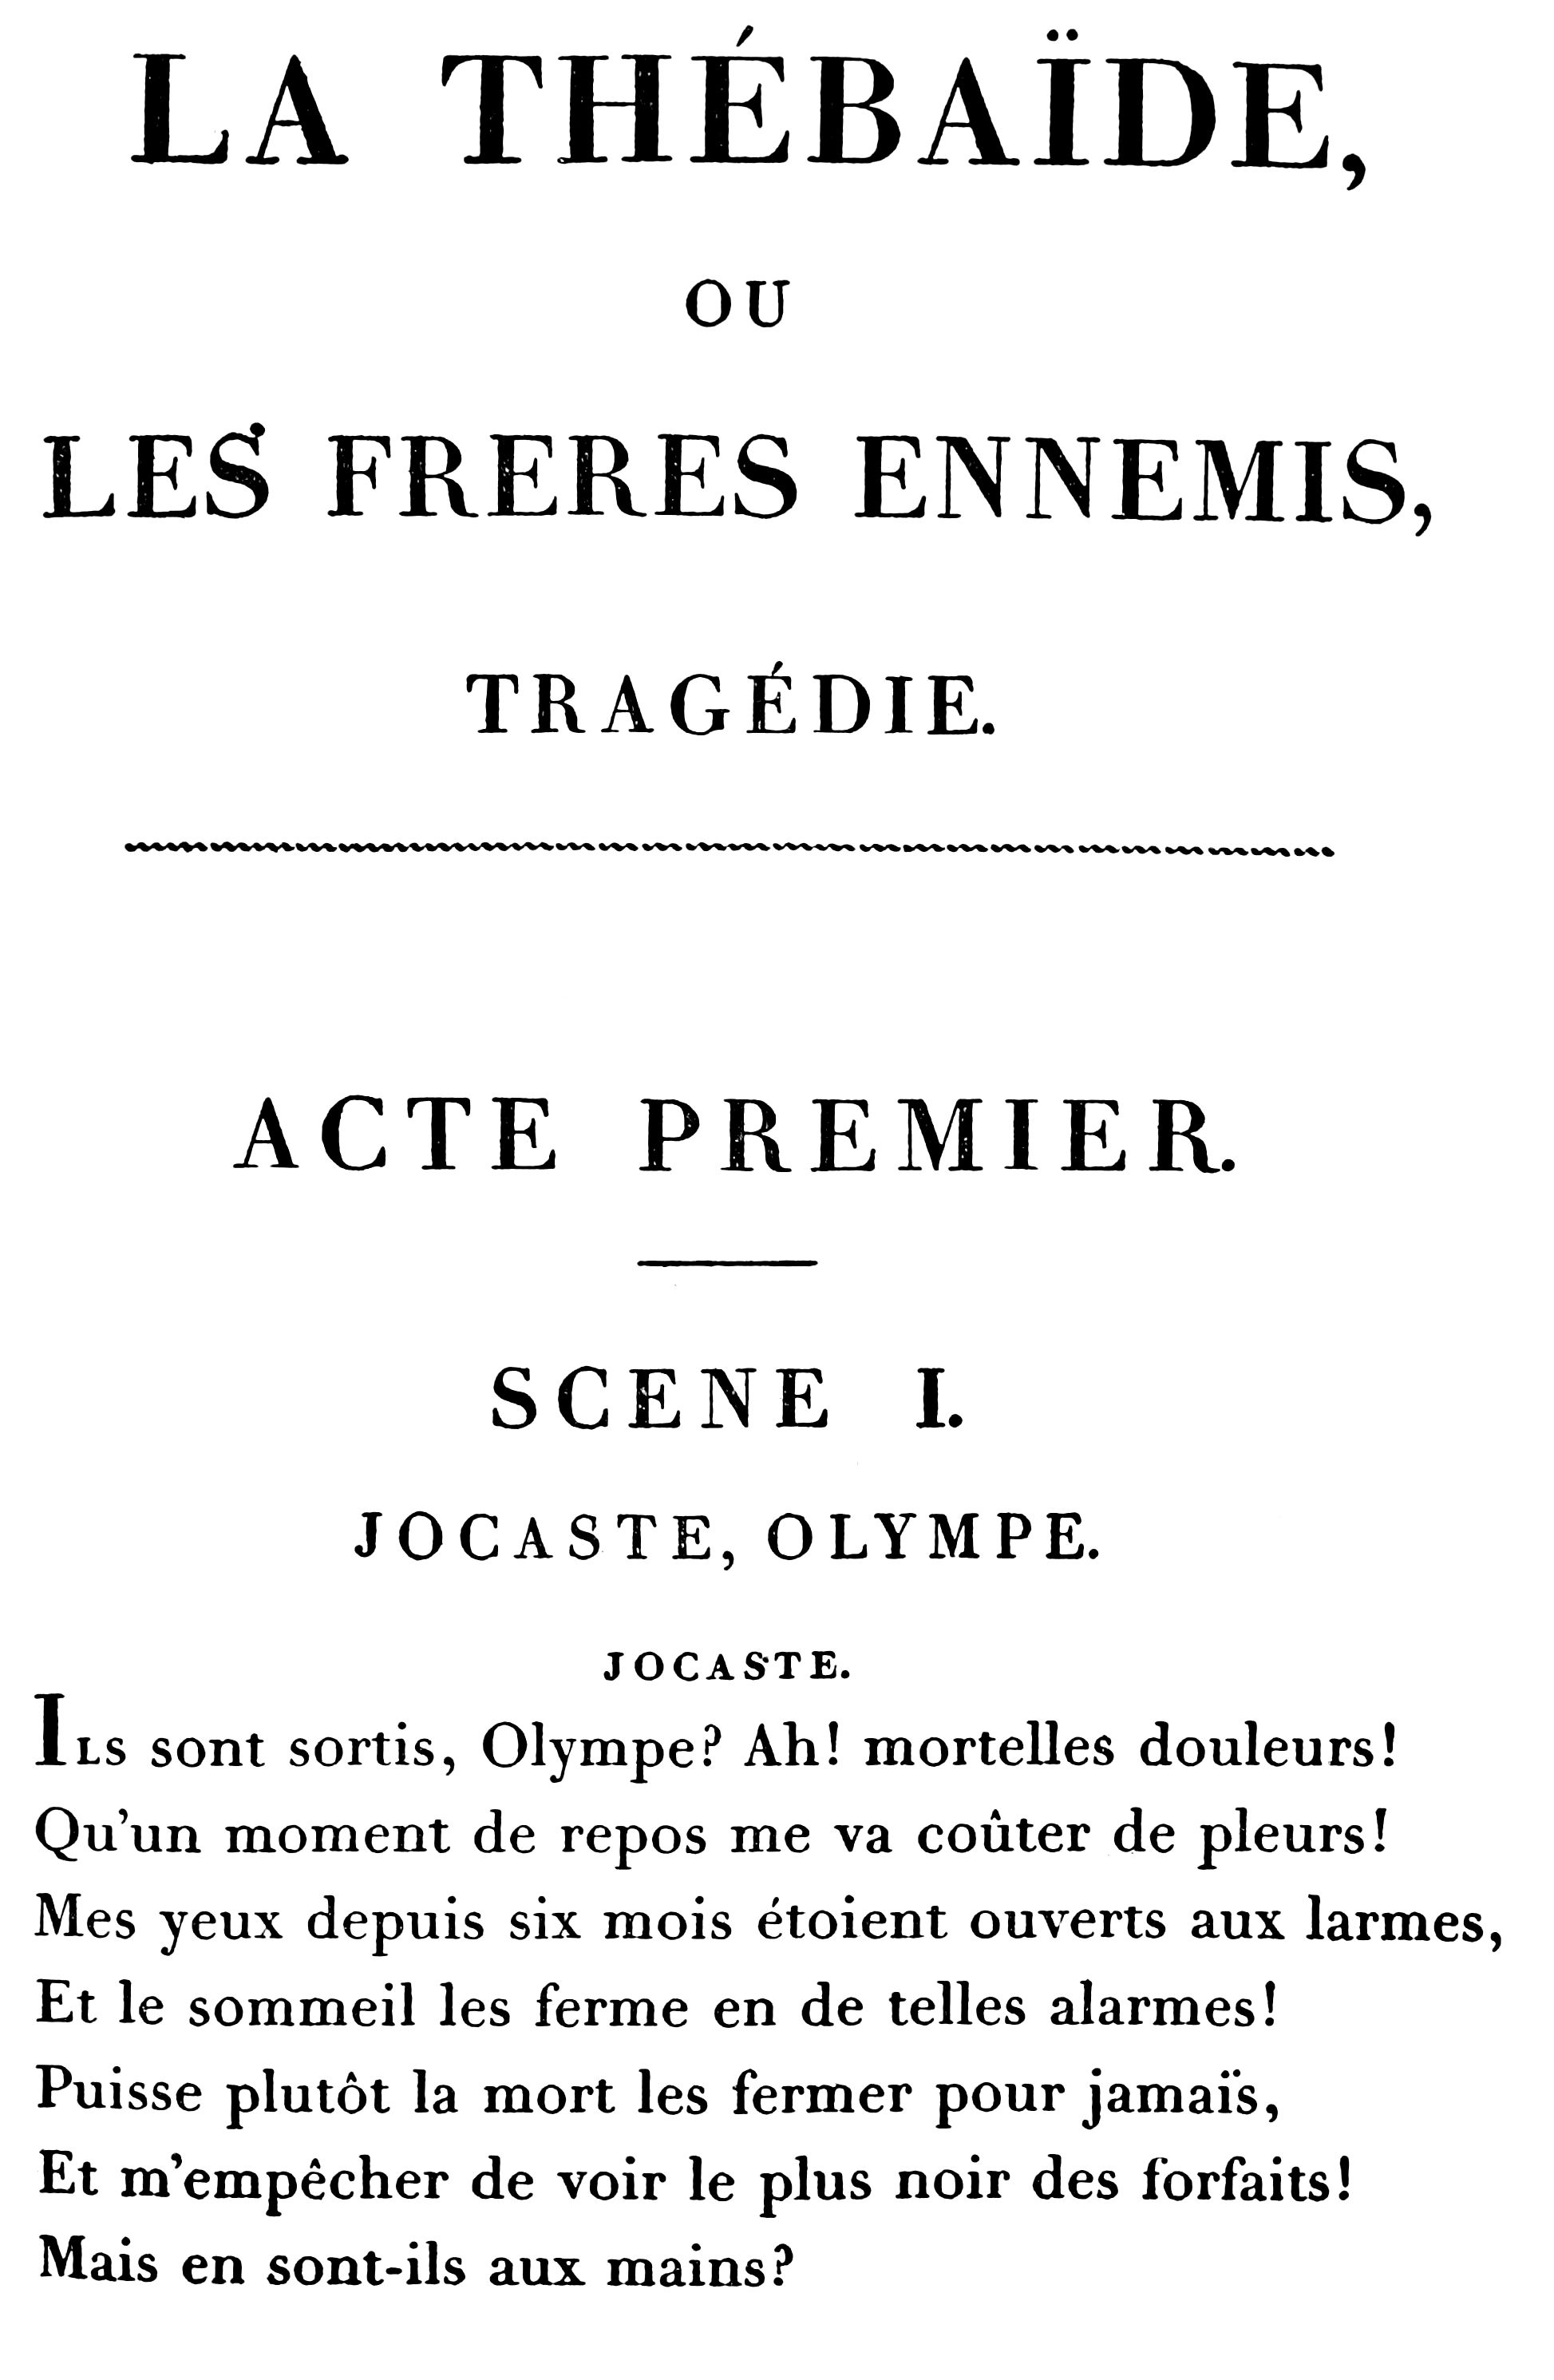 LA THÉBAÏDE,
OU
LES FRERES ENNEMIS,
TRAGÉDIE.
ACTE PREMIER.
SCENE I.
JOCASTE, OLYMPE.
JOCASTE.
ILS sont sortis, Olympe? Ah! mortelles douleurs!
Qu'un moment de repos me va coûter de pleurs!
Mes yeux depuis six mois étoient ouverts aux larmes,
Et le sommeil les ferme en de telles alarmes!
Puisse plutôt la mort les fermer pour jamaïs,
Et m'empêcher de voir le plus noir des forfaits!
Mais en sont-ils aux mains?